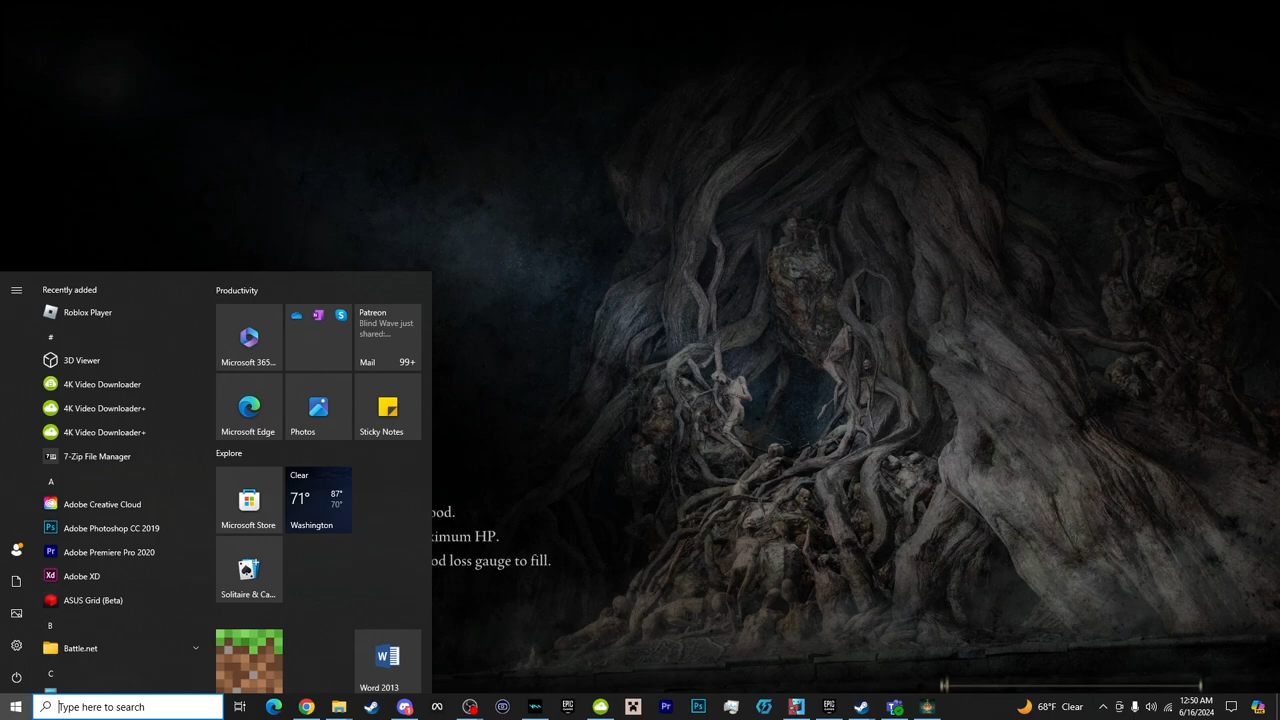 Recently added
Roblox Player
#
3D Viewer
4K Video Downloader
4K Video Downloader+
4K Video Downloader+
7-Zip File Manager
A
Adobe Creative Cloud
Adobe Photoshop CC 2019
Adobe Premiere Pro 2020
Adobe XD
ASUS Grid (Beta)
B
Battle.net
C
Productivity
Microsoft 365...
Patreon
Blind Wave just
shared:...
Mail 99+
Microsoft Edge
Photos
Sticky Notes
Explore
Microsoft Store
Clear
71° 87°
70°
Washington
Solitaire & Ca...
Word 2013
ood.
ximum HP.
od loss gauge to fill.
Type here to search
68°F Clear
12:50 AM
6/16/2024